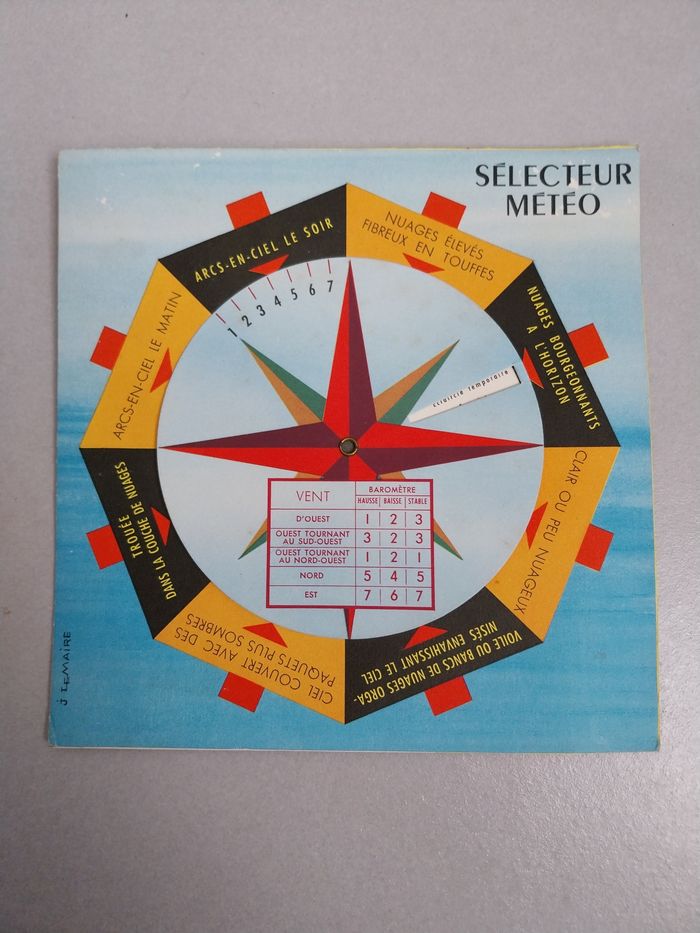 SÉLECTEUR
MÉTÉO
ARCS-EN-CIEL LE SOIR
NUAGES ÉLEVÉS
FIBREUX EN TOUFFES
NUAGES BOURGEONNANTS
A L'HORIZON
CLAIR OU PEU NUAGEUX
VOILE OU BANCS DE NUAGES ORGA-
NISÉS ENVAHISSANT LE CIEL
CIEL COUVERT AVEC DES
PAQUETS PLUS SOMBRES
TROUÉE
DANS LA COUCHE DE NUAGES
ARCS-EN-CIEL LE MATIN
1 2 3 4 5 6 7
Eclaircie temporaire
VENT BAROMÈTRE
HAUSSE BAISSE STABLE
D'OUEST 1 2 3
OUEST TOURNANT
AU SUD-OUEST 3 2 3
OUEST TOURNANT
AU NORD-OUEST 1 2 1
NORD 5 4 5
EST 7 6 7
J LEMAIRE